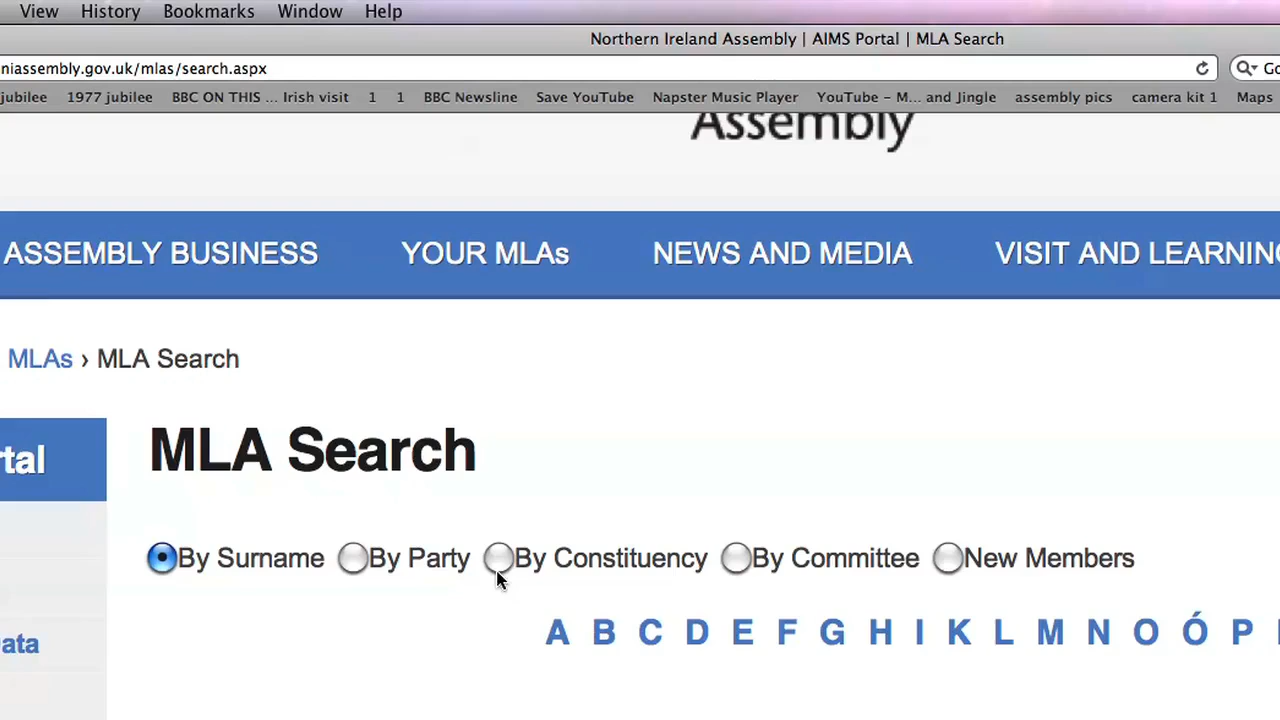 View History Bookmarks Window Help
Northern Ireland Assembly | AIMS Portal | MLA Search
niassembly.gov.uk/mlas/search.aspx Go
jubilee 1977 jubilee BBC ON THIS ... Irish visit 1 1 BBC Newsline Save YouTube Napster Music Player YouTube – M... and Jingle assembly pics camera kit 1 Maps
Assembly
ASSEMBLY BUSINESS YOUR MLAs NEWS AND MEDIA VISIT AND LEARNING
MLAs › MLA Search
rtal
MLA Search
By Surname By Party By Constituency By Committee New Members
A B C D E F G H I K L M N O Ó P
ata